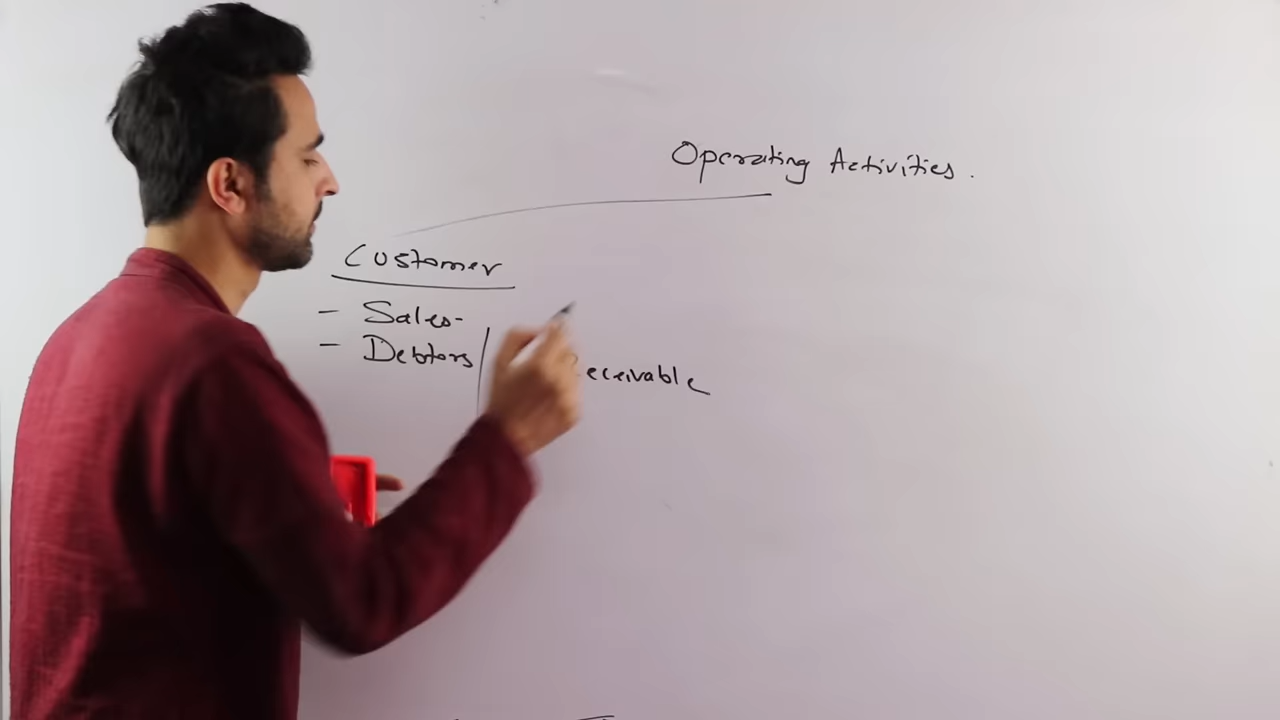 Operating Activities.
Customer
- Sales-
- Debtors/
eceivable